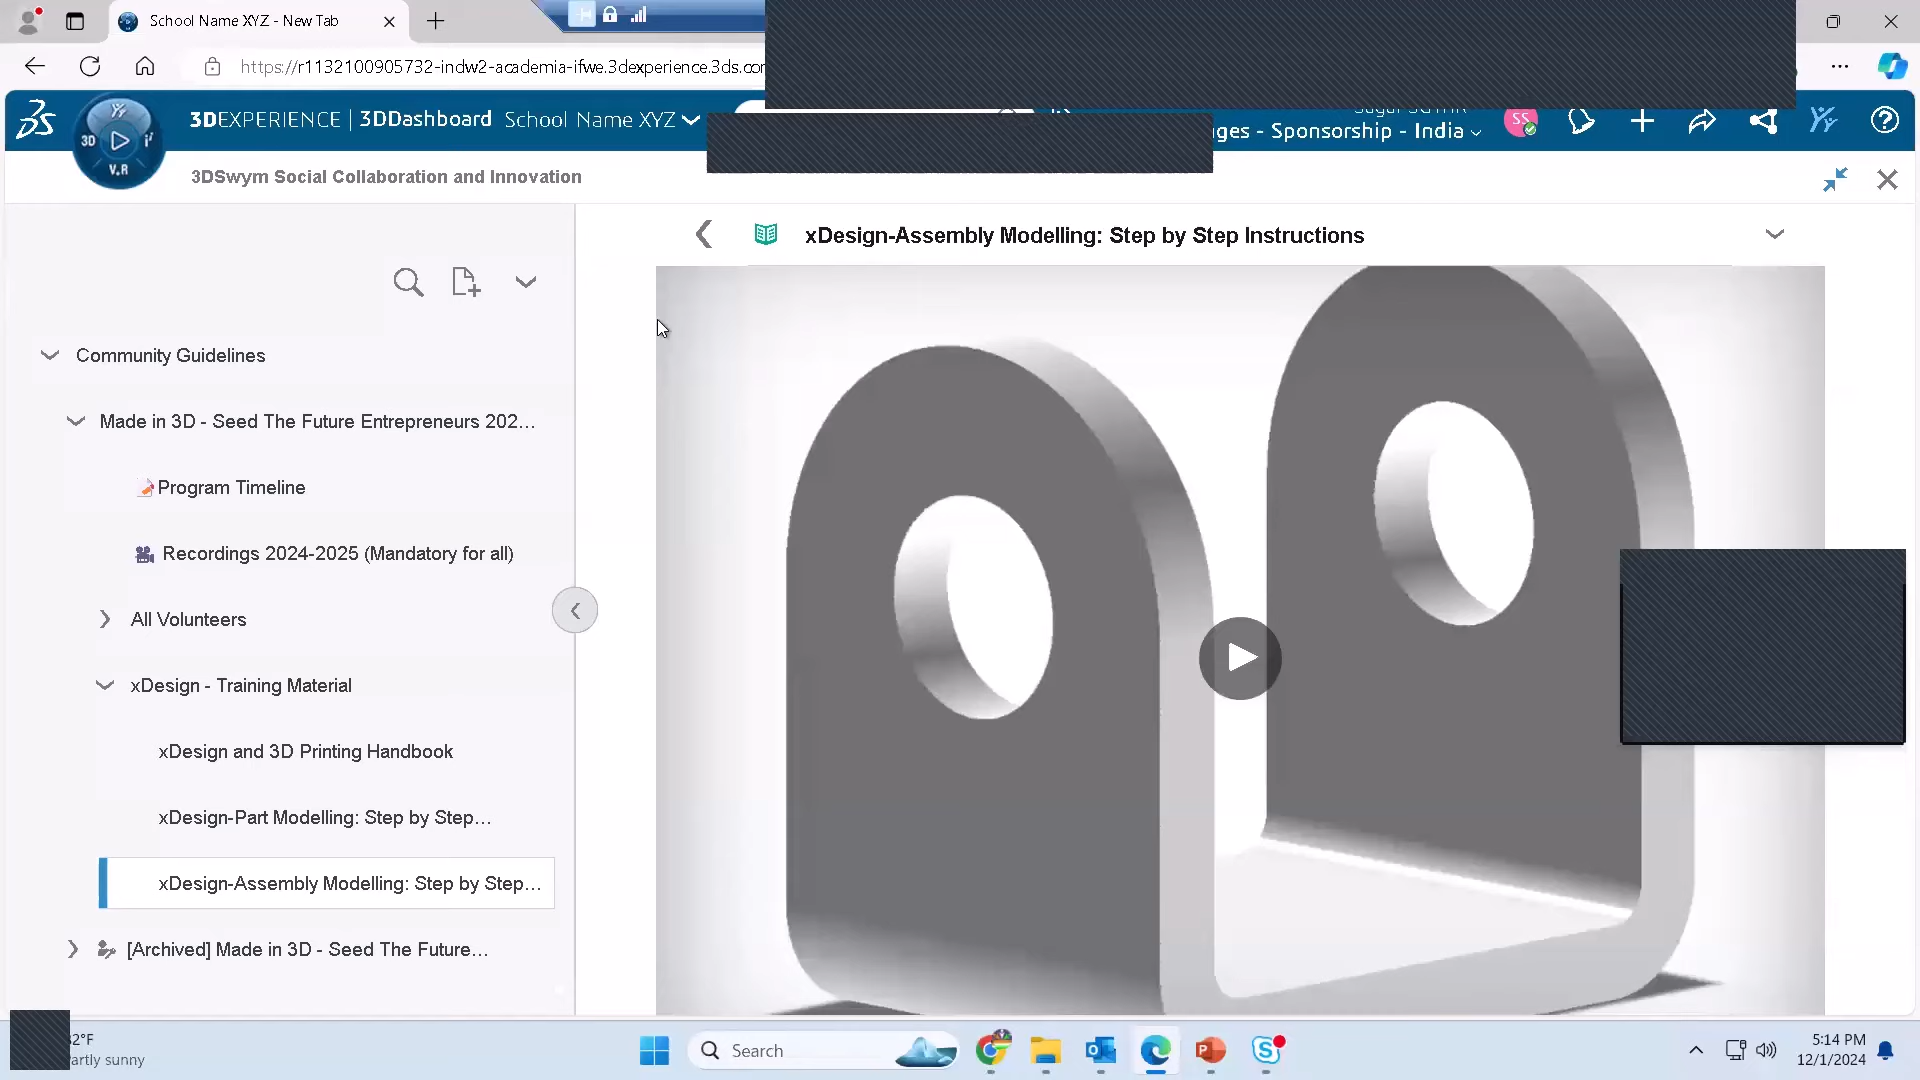 School Name XYZ - New Tab
https://r1132100905732-indw2-academia-ifwe.3dexperience.3ds.com
3DEXPERIENCE | 3DDashboard School Name XYZ
ges - Sponsorship - India
SS
3D
V.R
3DSwym Social Collaboration and Innovation
xDesign-Assembly Modelling: Step by Step Instructions
Community Guidelines
Made in 3D - Seed The Future Entrepreneurs 202...
Program Timeline
Recordings 2024-2025 (Mandatory for all)
All Volunteers
xDesign - Training Material
xDesign and 3D Printing Handbook
xDesign-Part Modelling: Step by Step...
xDesign-Assembly Modelling: Step by Step...
[Archived] Made in 3D - Seed The Future...
2°F
artly sunny
Search
5:14 PM
12/1/2024